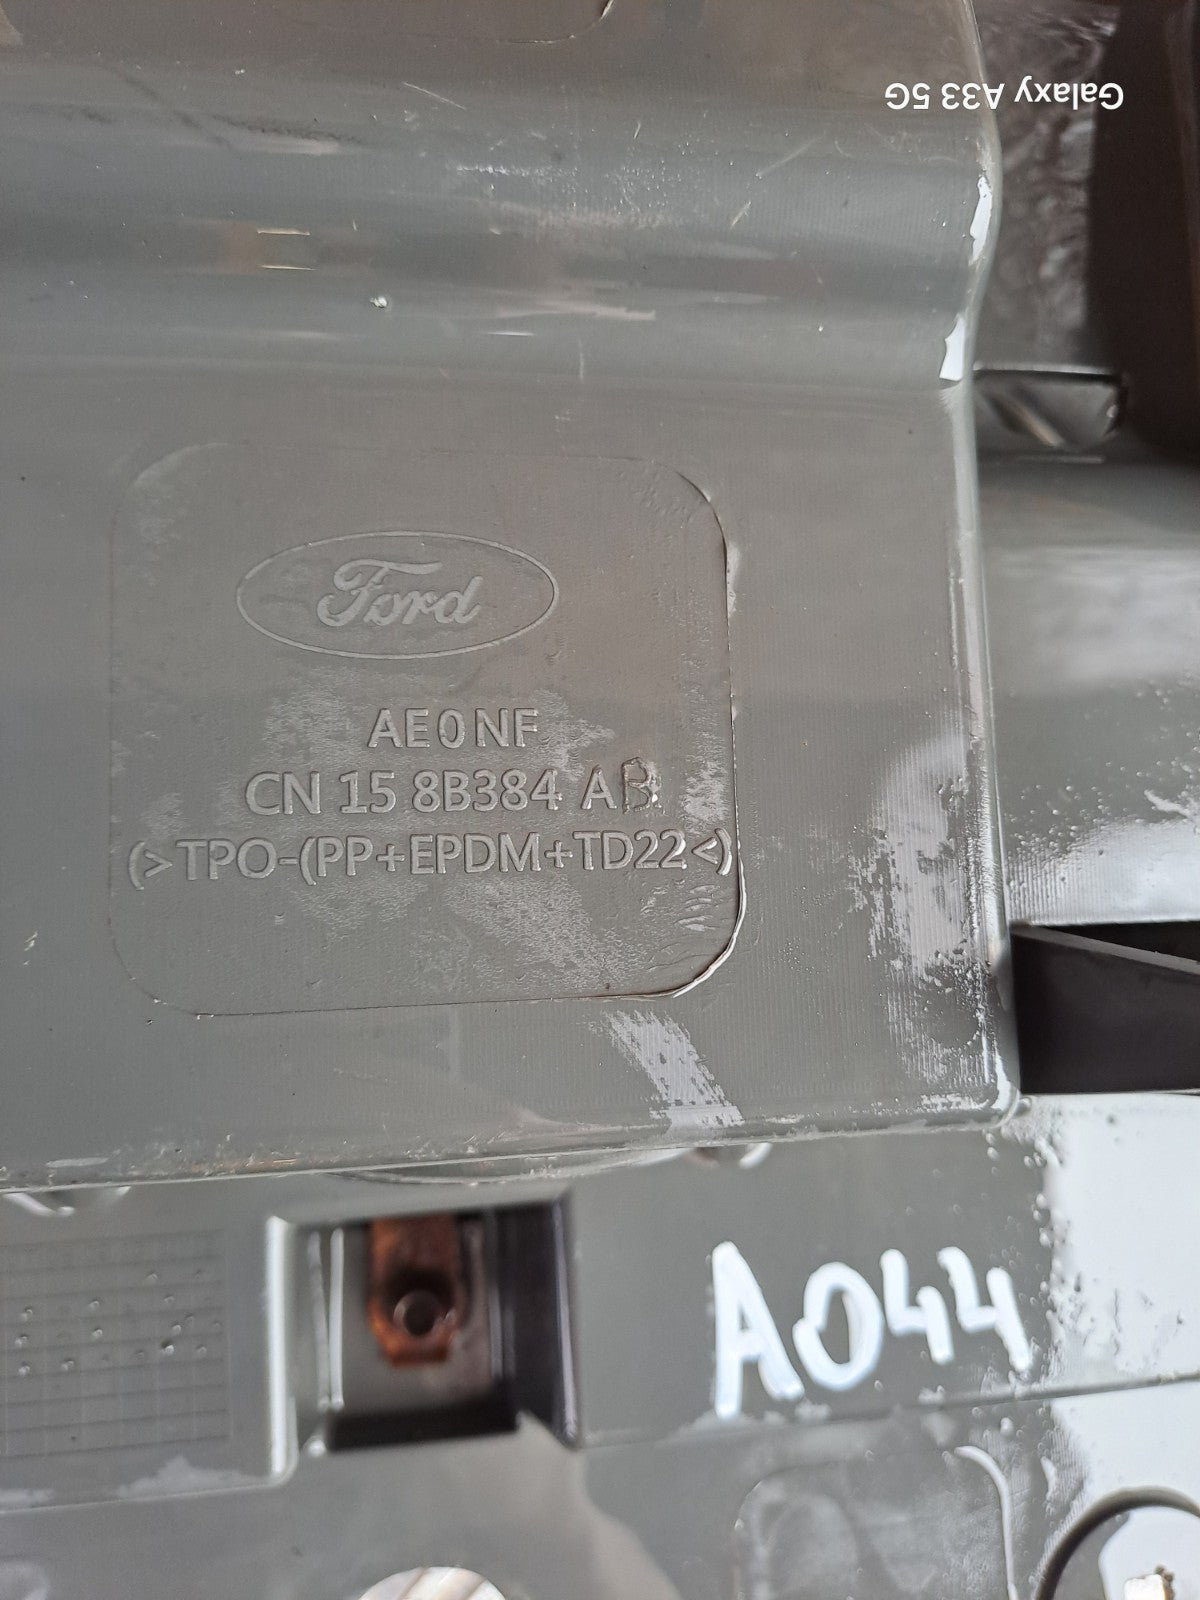 Galaxy A33 5G
Ford
AE0NF
CN 15 8B384 AB
(>TPO-(PP+EPDM+TD22<)
A044